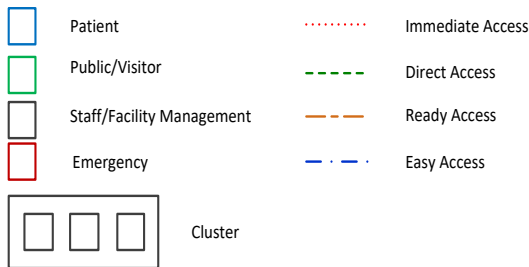 Patient
Immediate Access
Public/Visitor
Direct Access
Staff/Facility Management
Ready Access
Emergency
Easy Access
Cluster